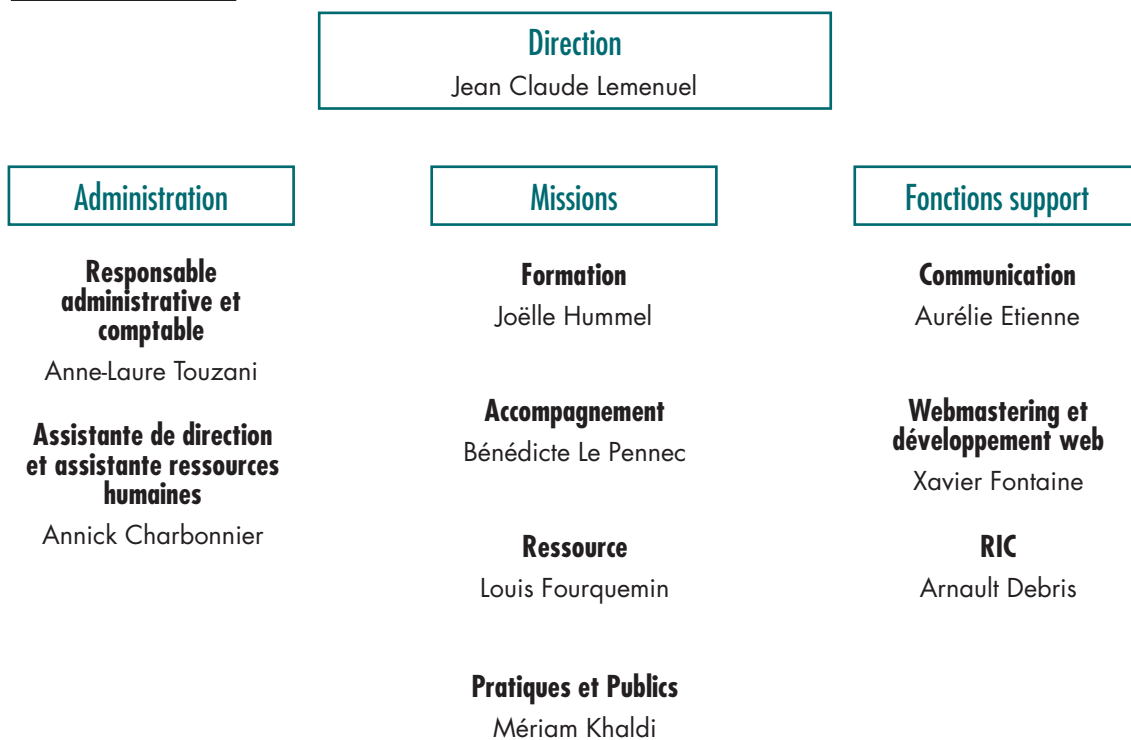 Direction
Jean Claude Lemenuel
Administration
Responsable
administrative et
comptable
Anne-Laure Touzani
Assistante de direction
et assistante ressources
humaines
Annick Charbonnier
Missions
Formation
Joëlle Hummel
Accompagnement
Bénédicte Le Pennec
Ressource
Louis Fourquemin
Pratiques et Publics
Mériam Khaldi
Fonctions support
Communication
Aurélie Etienne
Webmastering et
développement web
Xavier Fontaine
RIC
Arnault Debris